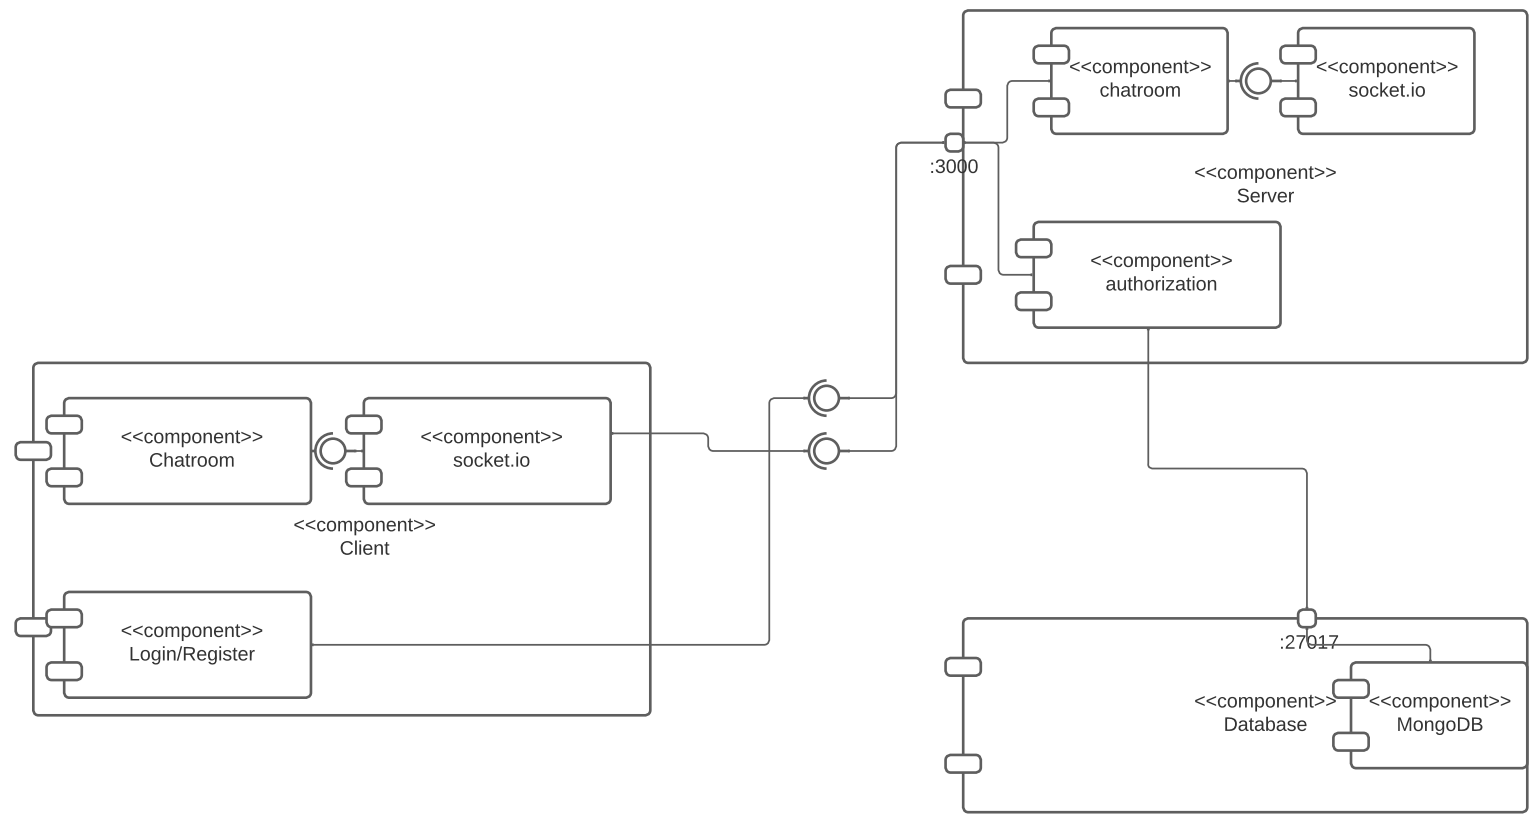 <<component>>
chatroom
<<component>>
socket.io
:3000
<<component>>
Server
<<component>>
authorization
<<component>>
Chatroom
<<component>>
socket.io
<<component>>
Client
<<component>>
Login/Register
:27017
<<component>>
Database
<<component>>
MongoDB